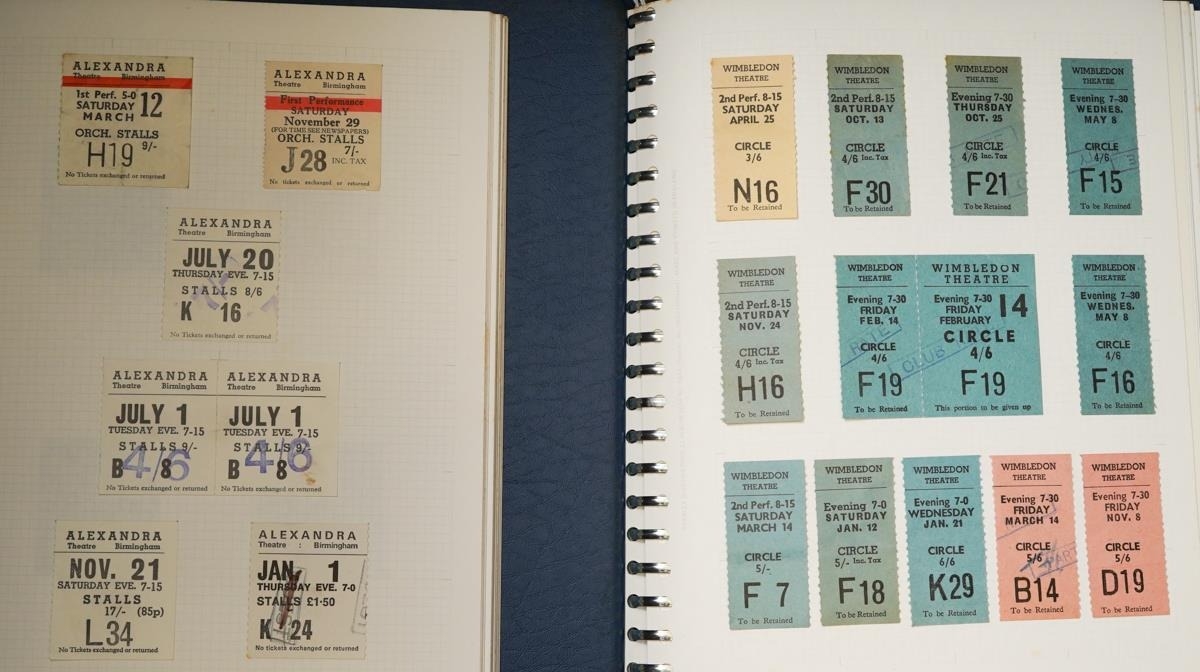 ALEXANDRA
Theatre Birmingham
1st Perf. 5-0
SATURDAY 12
MARCH
ORCH. STALLS
H19 9/-
No Tickets exchanged or returned
ALEXANDRA
Theatre Birmingham
First Performance
SATURDAY
November 29
(FOR TIME SEE NEWSPAPERS)
ORCH. STALLS
J28 7/-
INC. TAX
No tickets exchanged or returned
ALEXANDRA
Theatre Birmingham
JULY 20
THURSDAY EVE. 7-15
STALLS 8/6
K 16
No Tickets exchanged or returned
ALEXANDRA
Theatre Birmingham
JULY 1
TUESDAY EVE. 7-15
STALLS 9/-
B 8
4/6
No Tickets exchanged or returned
ALEXANDRA
Theatre Birmingham
JULY 1
TUESDAY EVE. 7-15
STALLS 9/-
B 8
4/6
No Tickets exchanged or returned
ALEXANDRA
Theatre Birmingham
NOV. 21
SATURDAY EVE. 7-15
STALLS
17/- (85p)
L34
No Tickets exchanged or returned
ALEXANDRA
Theatre : Birmingham
JAN. 1
THURSDAY EVE. 7-0
STALLS £1·50
K 24
No Tickets exchanged or returned
WIMBLEDON
THEATRE
2nd Perf. 8-15
SATURDAY
APRIL 25
CIRCLE
3/6
N16
To be Retained
WIMBLEDON
THEATRE
2nd Perf. 8-15
SATURDAY
OCT. 13
CIRCLE
4/6 Inc. Tax
F30
To be Retained
WIMBLEDON
THEATRE
Evening 7-30
THURSDAY
OCT. 25
CIRCLE
4/6 Inc. Tax
F21
To be Retained
WIMBLEDON
THEATRE
Evening 7-30
WEDNES.
MAY 8
CIRCLE
4/6
F15
To be Retained
WIMBLEDON
THEATRE
2nd Perf. 8-15
SATURDAY
NOV. 24
CIRCLE
4/6 Inc. Tax
H16
To be Retained
WIMBLEDON
THEATRE
Evening 7-30
FRIDAY
FEB. 14
CIRCLE
4/6
F19
To be Retained
WIMBLEDON
THEATRE
Evening 7-30
FRIDAY 14
FEBRUARY
CIRCLE
4/6
CLUB
F19
This portion to be given up
WIMBLEDON
THEATRE
Evening 7-30
WEDNES.
MAY 8
CIRCLE
4/6
F16
To be Retained
WIMBLEDON
THEATRE
2nd Perf 8-15
SATURDAY
MARCH 14
CIRCLE
5/-
F 7
To be Retained
WIMBLEDON
THEATRE
Evening 7-0
SATURDAY
JAN. 12
CIRCLE
5/- Inc. Tax
F18
To be Retained
WIMBLEDON
THEATRE
Evening 7-0
WEDNESDAY
JAN. 21
CIRCLE
6/6
K29
To be Retained
WIMBLEDON
THEATRE
Evening 7-30
FRIDAY
MARCH 14
CIRCLE
5/6
PART
B14
To be Retained
WIMBLEDON
THEATRE
Evening 7-30
FRIDAY
NOV. 8
CIRCLE
5/6
D19
To be Retained